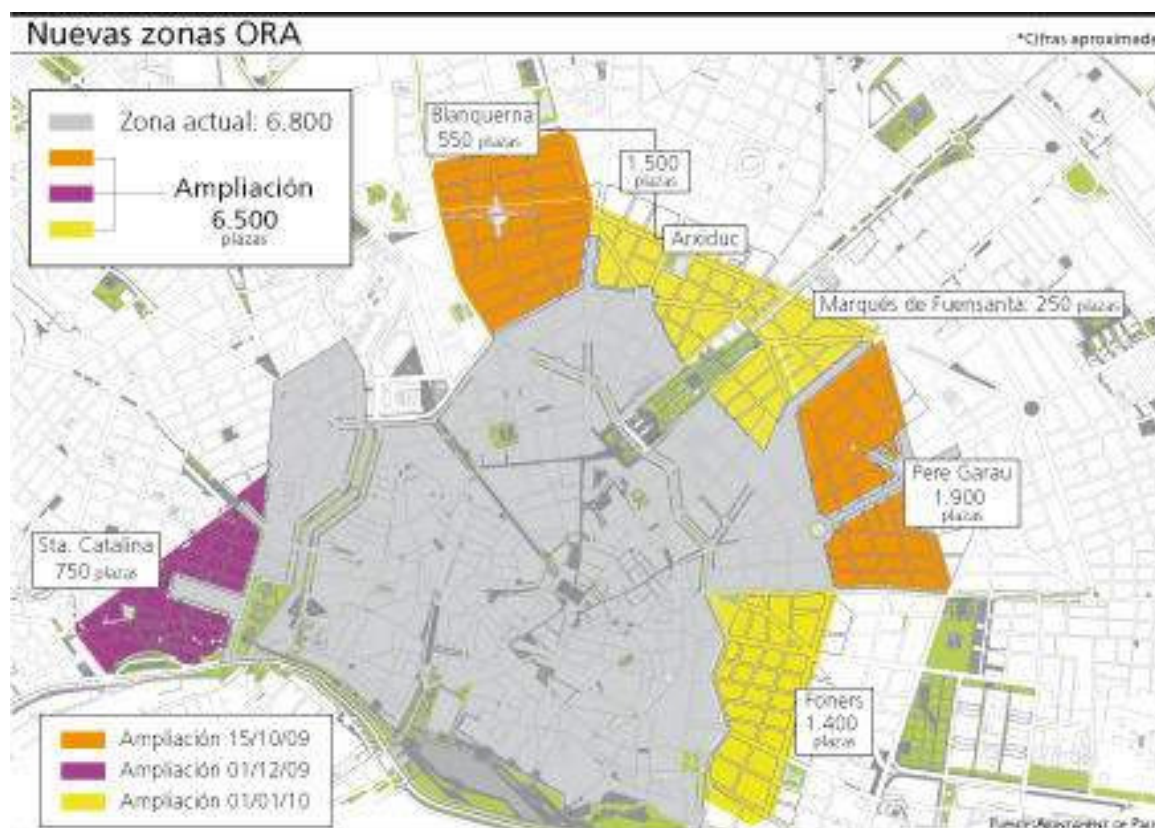 Nuevas zonas ORA
*Cifras aproximada
Zona actual: 6.800
Ampliación
6.500
plazas
Blanquerna
550 plazas
1.500
plazas
Arxiduc
Marqués de Fuensanta: 250 plazas
Pere Garau
1.900
plazas
Sta. Catalina
750 plazas
Foners
1.400
plazas
Ampliación 15/10/09
Ampliación 01/12/09
Ampliación 01/01/10